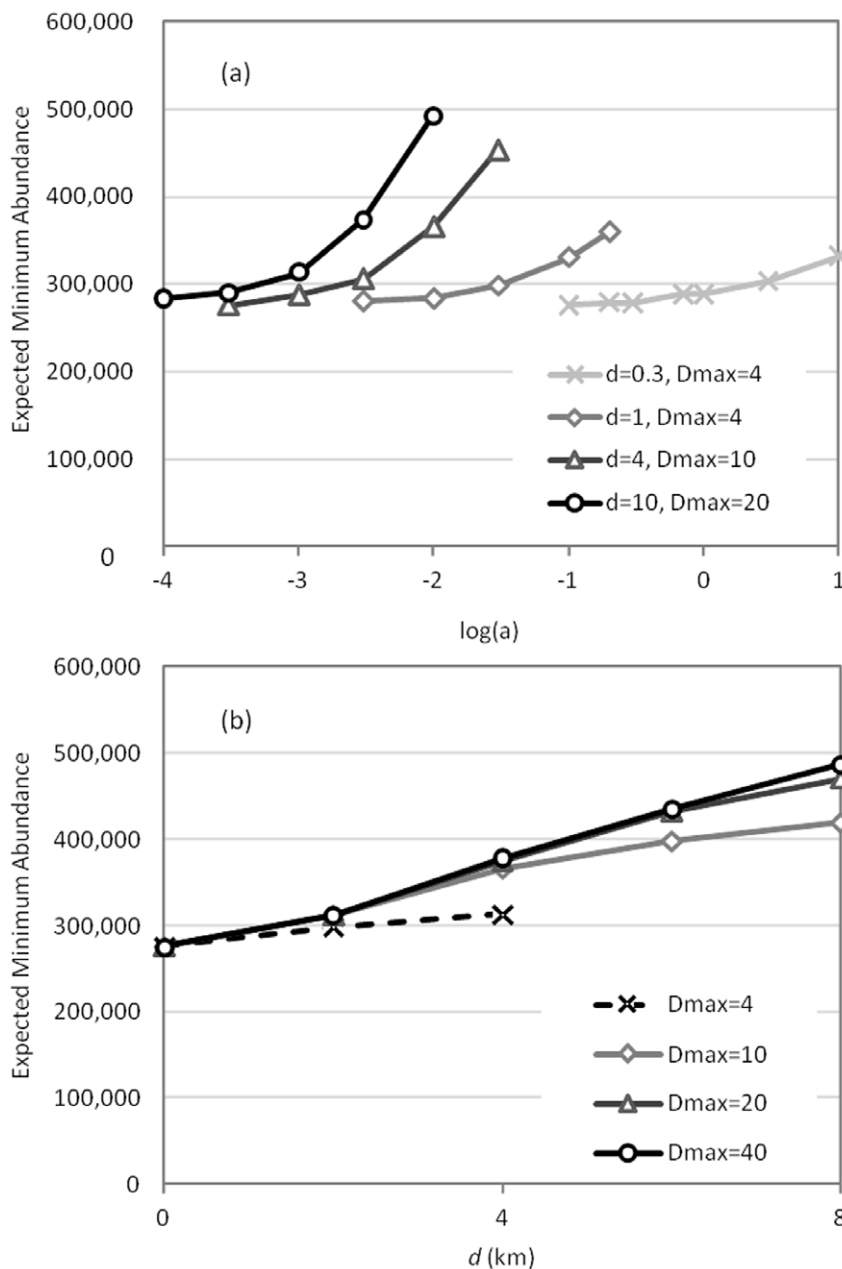 600,000
(a)
500,000
400,000
300,000
200,000
100,000
0
Expected Minimum Abundance
d=0.3, Dmax=4
d=1, Dmax=4
d=4, Dmax=10
d=10, Dmax=20
-4 -3 -2 -1 0 1
log(a)
600,000
(b)
500,000
400,000
300,000
200,000
100,000
0
Expected Minimum Abundance
Dmax=4
Dmax=10
Dmax=20
Dmax=40
0 4 8
d (km)